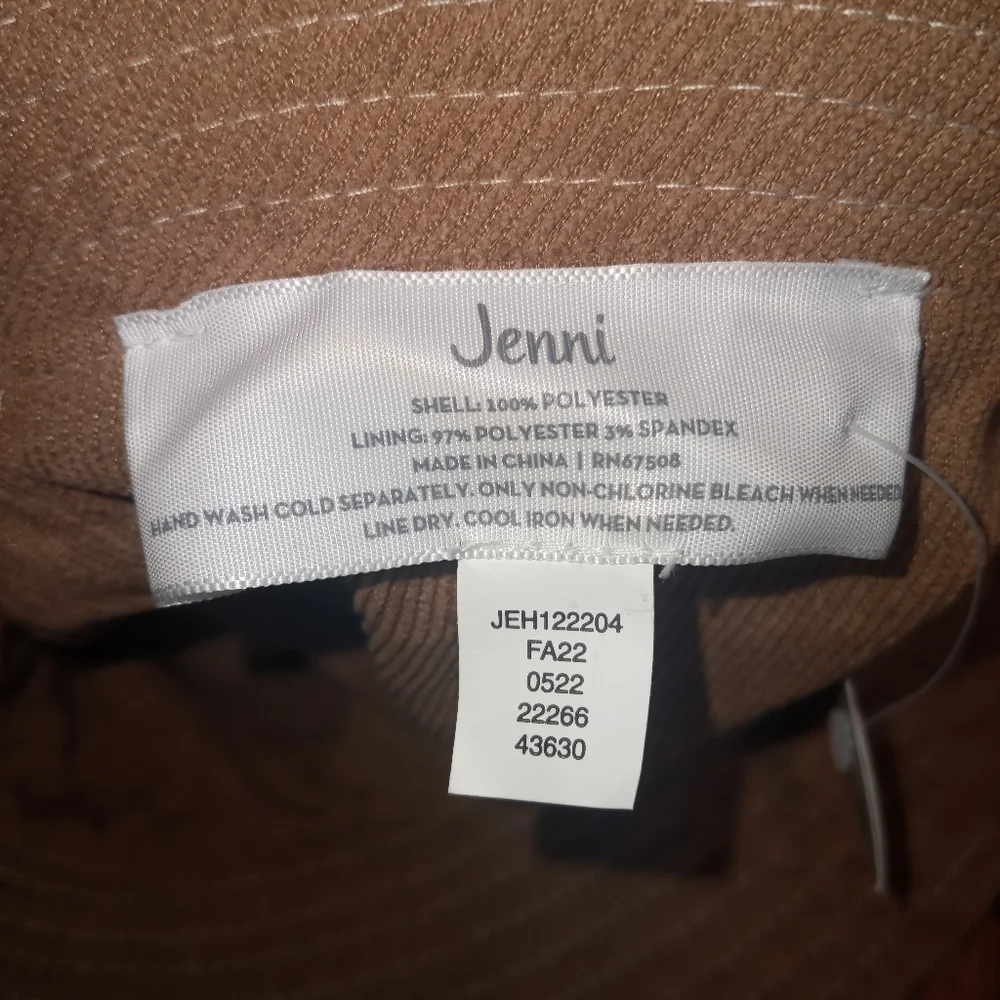 Jenni
SHELL: 100% POLYESTER
LINING: 97% POLYESTER 3% SPANDEX
MADE IN CHINA | RN67508
HAND WASH COLD SEPARATELY. ONLY NON-CHLORINE BLEACH WHEN NEEDED
LINE DRY. COOL IRON WHEN NEEDED.
JEH122204
FA22
0522
22266
43630